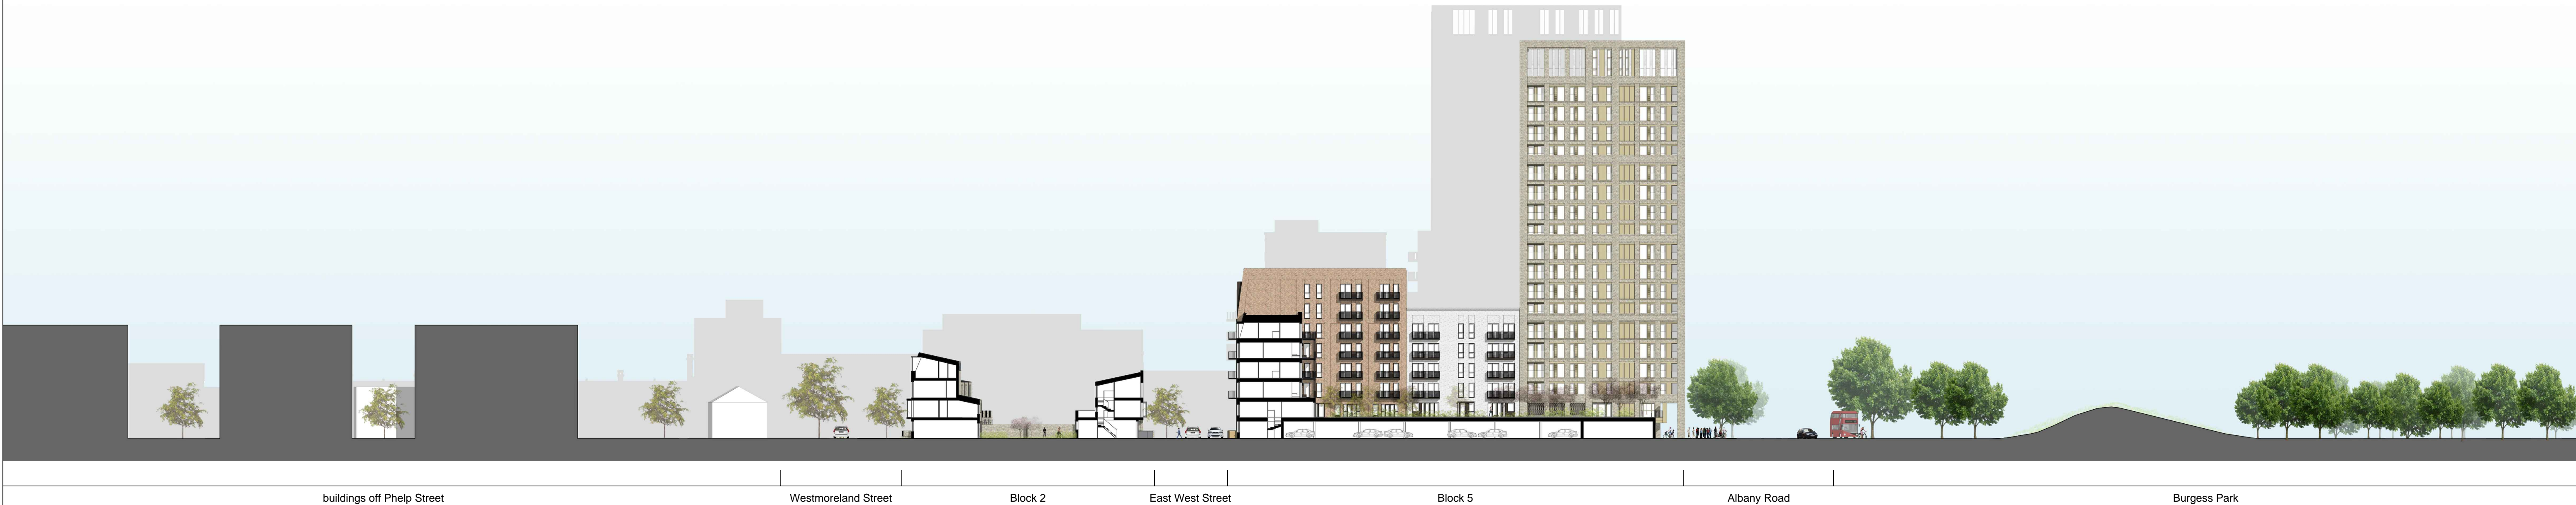 buildings off Phelp Street
Westmoreland Street
Block 2
East West Street
Block 5
Albany Road
Burgess Park